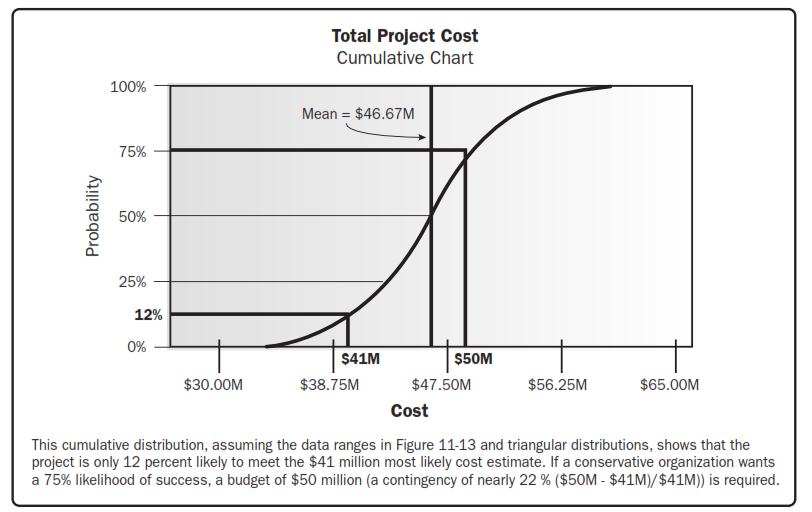 Total Project Cost
Cumulative Chart
100%
Mean = $46.67M
75%
Probability
50%
25%
12%
0%
$41M
$50M
$30.00M
$38.75M
$47.50M
$56.25M
$65.00M
Cost
This cumulative distribution, assuming the data ranges in Figure 11-13 and triangular distributions, shows that the
project is only 12 percent likely to meet the $41 million most likely cost estimate. If a conservative organization wants
a 75% likelihood of success, a budget of $50 million (a contingency of nearly 22 % ($50M - $41M)/$41M)) is required.